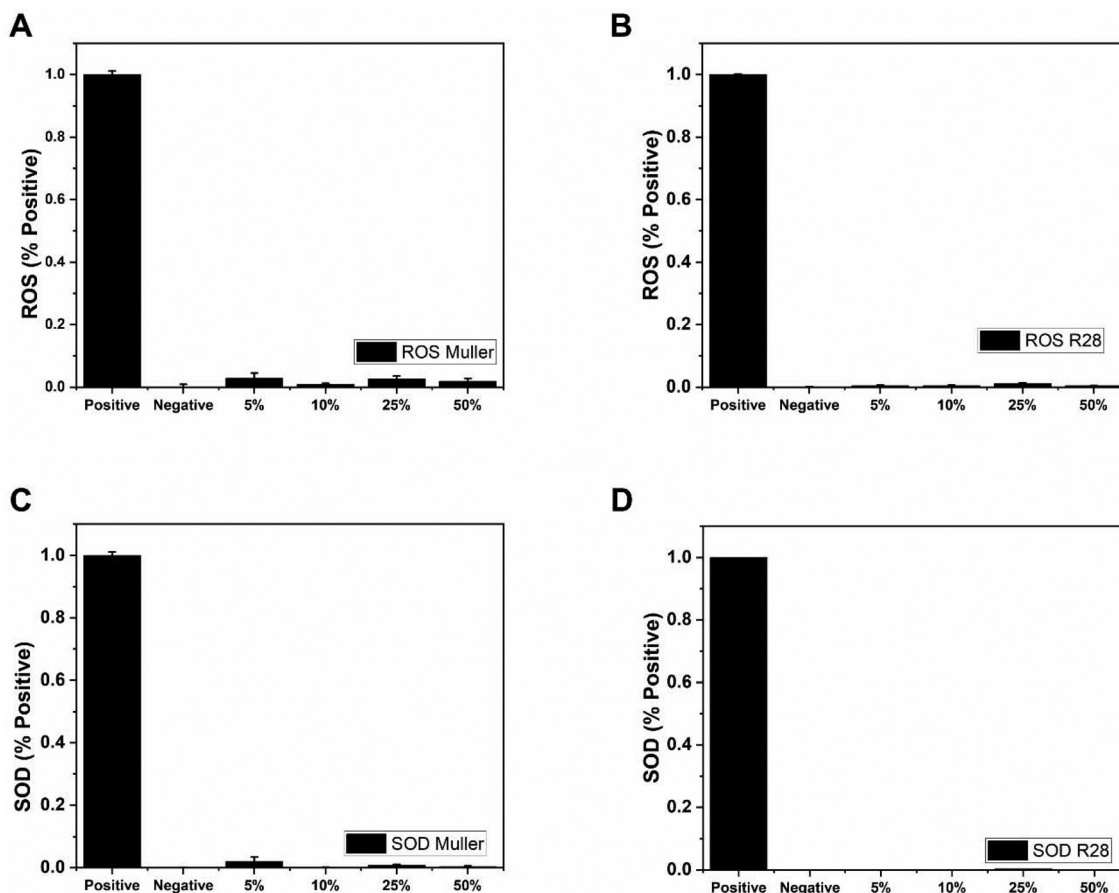 A
ROS (% Positive)
1.0
0.8
0.6
0.4
0.2
0.0
ROS Muller
Positive Negative 5% 10% 25% 50%
B
ROS (% Positive)
1.0
0.8
0.6
0.4
0.2
0.0
ROS R28
Positive Negative 5% 10% 25% 50%
C
SOD (% Positive)
1.0
0.8
0.6
0.4
0.2
0.0
SOD Muller
Positive Negative 5% 10% 25% 50%
D
SOD (% Positive)
1.0
0.8
0.6
0.4
0.2
0.0
SOD R28
Positive Negative 5% 10% 25% 50%